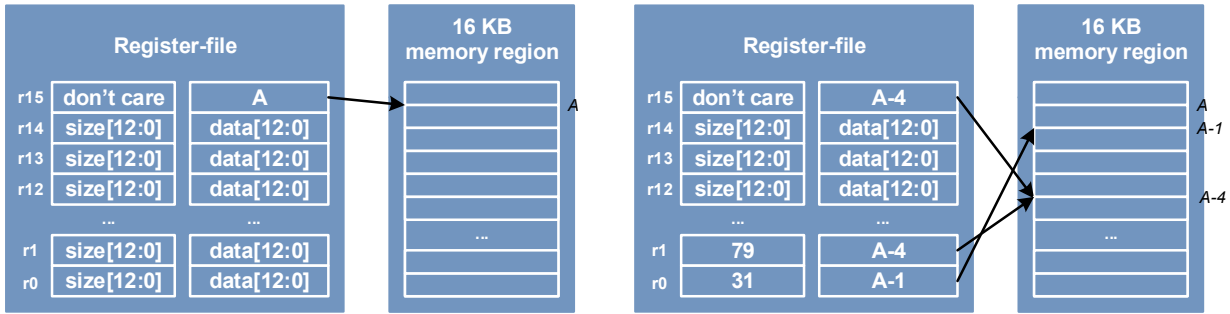 Register-file
16 KB
memory region
r15 don't care A
A
r14 size[12:0] data[12:0]
r13 size[12:0] data[12:0]
r12 size[12:0] data[12:0]
... ...
...
r1 size[12:0] data[12:0]
r0 size[12:0] data[12:0]
Register-file
16 KB
memory region
r15 don't care A-4
A
r14 size[12:0] data[12:0]
A-1
r13 size[12:0] data[12:0]
r12 size[12:0] data[12:0]
A-4
... ...
...
r1 79 A-4
r0 31 A-1